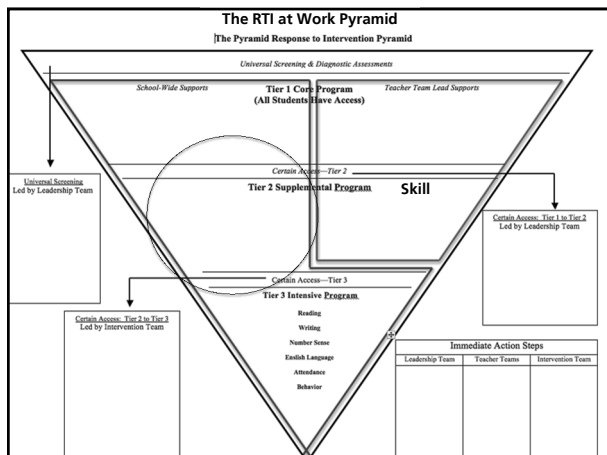 The RTI at Work Pyramid
The Pyramid Response to Intervention Pyramid
Universal Screening & Diagnostic Assessments
School-Wide Supports
Teacher Team Lead Supports
Tier 1 Core Program
(All Students Have Access)
Certain Access—Tier 2
Tier 2 Supplemental Program
Skill
Universal Screening
Led by Leadership Team
Certain Access: Tier 1 to Tier 2
Led by Leadership Team
Certain Access—Tier 3
Tier 3 Intensive Program
Reading
Writing
Number Sense
Enslish Language
Attendance
Behavior
Certain Access: Tier 2 to Tier 3
Led by Intervention Team
Immediate Action Steps
Leadership Team
Teacher Teams
Intervention Team